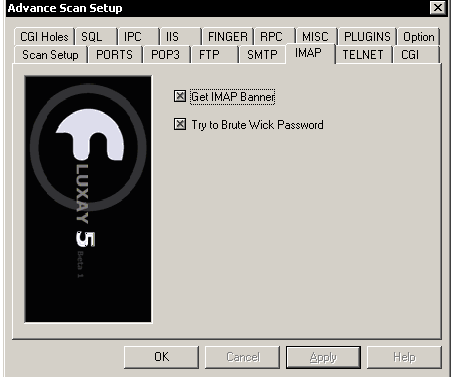 Advance Scan Setup
CGI Holes SQL IPC IIS FINGER RPC MISC PLUGINS Option
Scan Setup PORTS POP3 FTP SMTP IMAP TELNET CGI
Get IMAP Banner
Try to Brute Wick Password
LUXAY 5 Beta 1
OK Cancel Apply Help